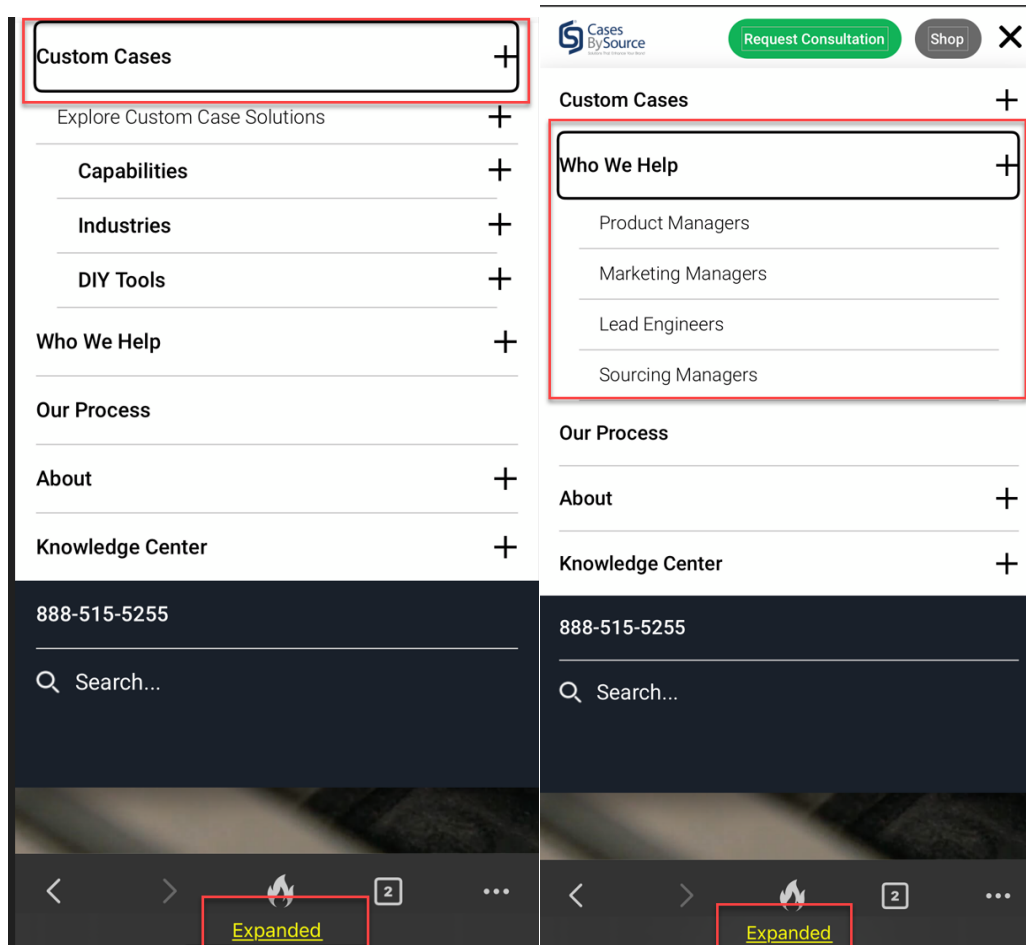 Custom Cases
Explore Custom Case Solutions
Capabilities
Industries
DIY Tools
Who We Help
Our Process
About
Knowledge Center
888-515-5255
Search...
2
Expanded
Cases
BySource
Request Consultation
Shop
Custom Cases
Who We Help
Product Managers
Marketing Managers
Lead Engineers
Sourcing Managers
Our Process
About
Knowledge Center
888-515-5255
Search...
2
Expanded